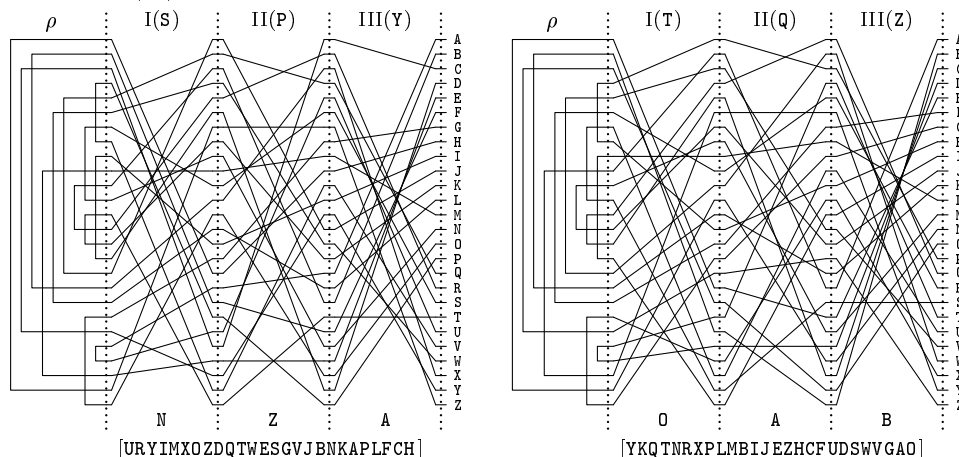 ρ I(S) II(P) III(Y)
A
B
C
D
E
F
G
H
I
J
K
L
M
N
O
P
Q
R
S
T
U
V
W
X
Y
Z
N Z A
[URYIMXOZDQTWESGVJBNKAPLFCH]
ρ I(T) II(Q) III(Z)
A
B
C
D
E
F
G
H
I
J
K
L
M
N
O
P
Q
R
S
T
U
V
W
X
Y
Z
O A B
[YKQTNRXPLMBIJEZHCFUDSWVGAO]